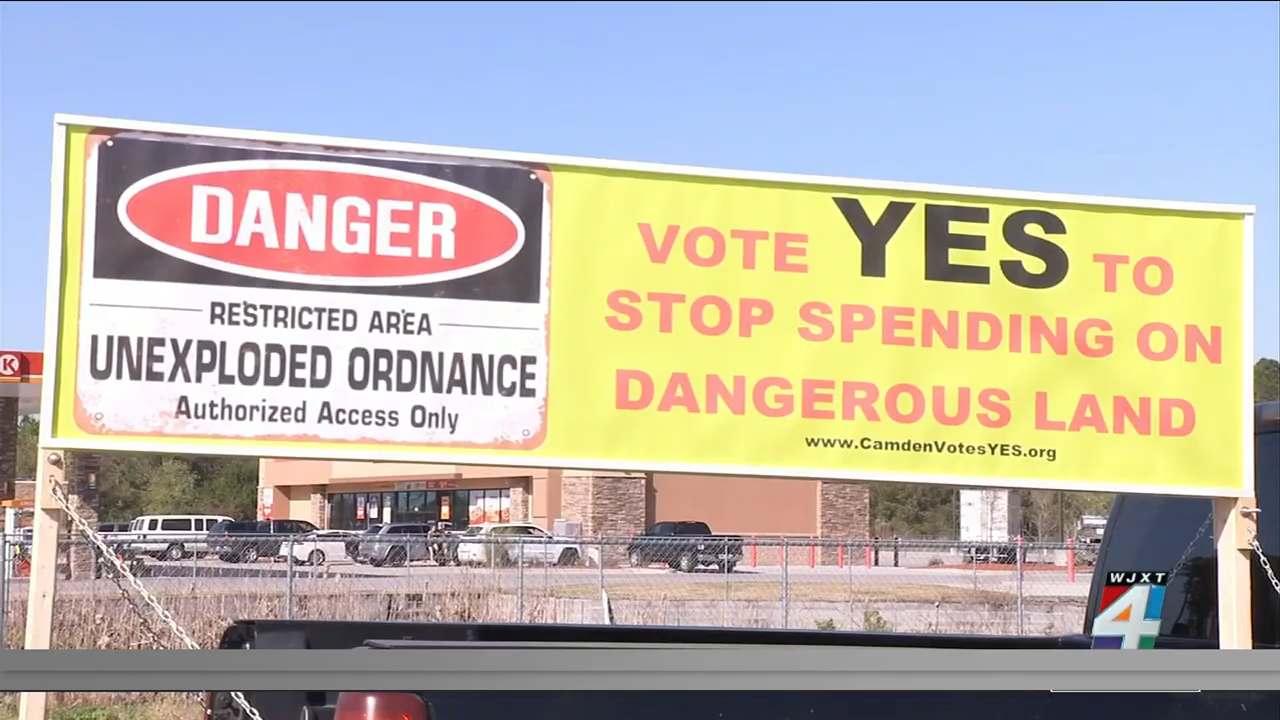 DANGER
RESTRICTED AREA
UNEXPLODED ORDNANCE
Authorized Access Only
VOTE YES TO
STOP SPENDING ON
DANGEROUS LAND
www.CamdenVotesYES.org
K
WJXT
4